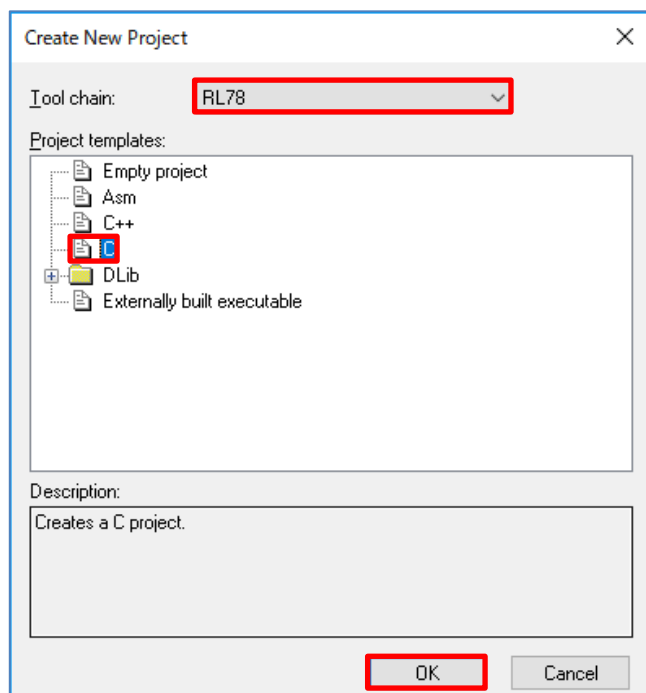 Create New Project
Tool chain: RL78
Project templates:
Empty project
Asm
C++
C
DLib
Externally built executable
Description:
Creates a C project.
OK Cancel